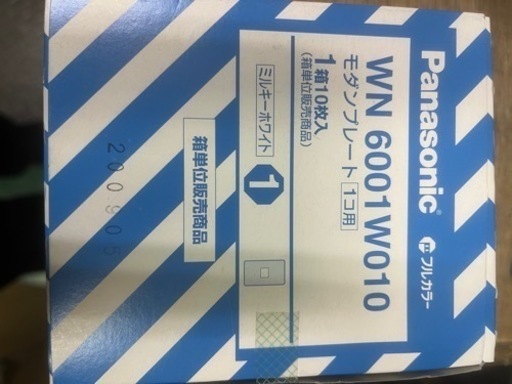 Panasonic
フルカラー
WN 6001W010
モダンプレート 1コ用
1箱10枚入
(箱単位販売商品)
ミルキーホワイト
1
箱単位販売商品
200905